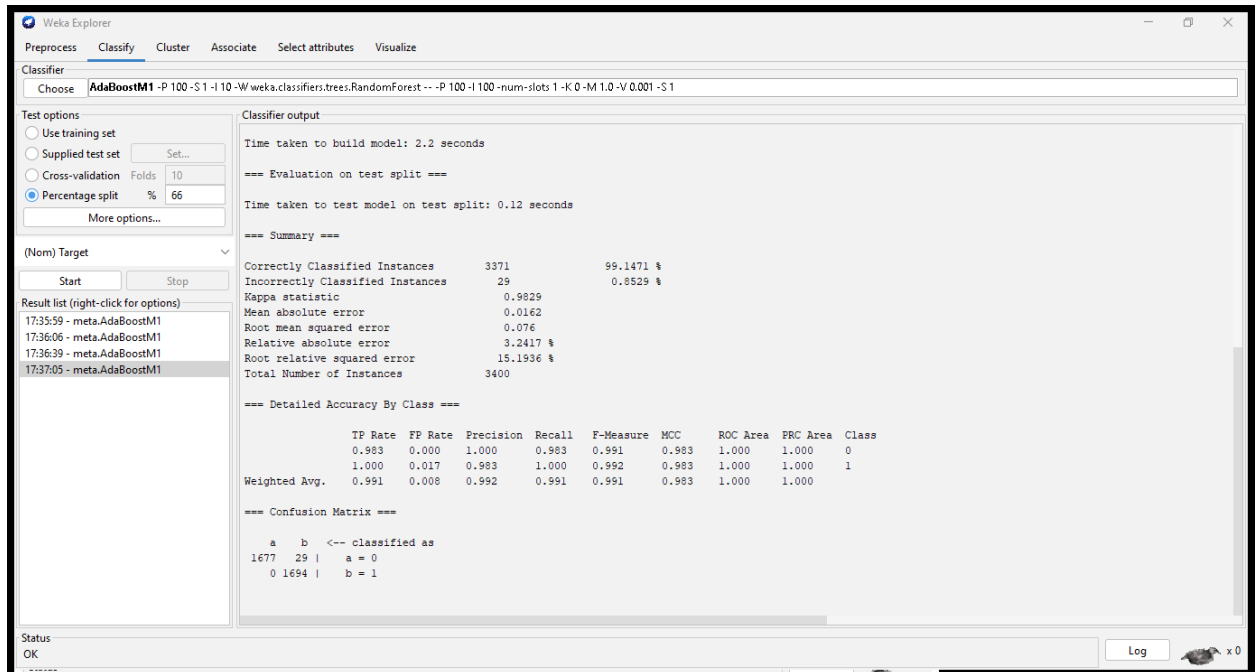 Weka Explorer
Preprocess Classify Cluster Associate Select attributes Visualize
Classifier
Choose AdaBoostM1 -P 100 -S 1 -I 10 -W weka.classifiers.trees.RandomForest -- -P 100 -I 100 -num-slots 1 -K 0 -M 1.0 -V 0.001 -S 1
Test options
Use training set
Supplied test set Set...
Cross-validation Folds 10
Percentage split % 66
More options...
(Nom) Target
Start Stop
Result list (right-click for options)
17:35:59 - meta.AdaBoostM1
17:36:06 - meta.AdaBoostM1
17:36:39 - meta.AdaBoostM1
17:37:05 - meta.AdaBoostM1
Classifier output
Time taken to build model: 2.2 seconds
=== Evaluation on test split ===
Time taken to test model on test split: 0.12 seconds
=== Summary ===
Correctly Classified Instances 3371 99.1471 %
Incorrectly Classified Instances 29 0.8529 %
Kappa statistic 0.9829
Mean absolute error 0.0162
Root mean squared error 0.076
Relative absolute error 3.2417 %
Root relative squared error 15.1936 %
Total Number of Instances 3400
=== Detailed Accuracy By Class ===
TP Rate FP Rate Precision Recall F-Measure MCC ROC Area PRC Area Class
0.983 0.000 1.000 0.983 0.991 0.983 1.000 1.000 0
1.000 0.017 0.983 1.000 0.992 0.983 1.000 1.000 1
Weighted Avg. 0.991 0.008 0.992 0.991 0.991 0.983 1.000 1.000
=== Confusion Matrix ===
a b <-- classified as
1677 29 | a = 0
0 1694 | b = 1
Status
OK
Log x 0